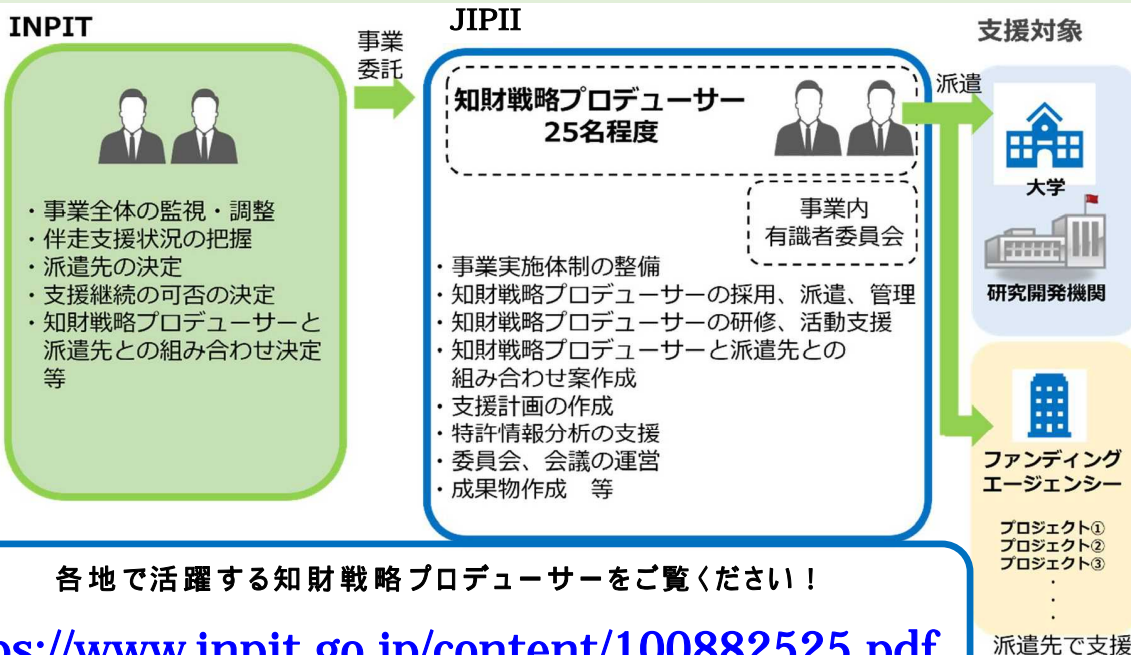 INPIT
事業
委託
・事業全体の監視・調整
・伴走支援状況の把握
・派遣先の決定
・支援継続の可否の決定
・知財戦略プロデューサーと
派遣先との組み合わせ決定
等
JIPII
知財戦略プロデューサー
25名程度
事業内
有識者委員会
・事業実施体制の整備
・知財戦略プロデューサーの採用、派遣、管理
・知財戦略プロデューサーの研修、活動支援
・知財戦略プロデューサーと派遣先との
組み合わせ案作成
・支援計画の作成
・特許情報分析の支援
・委員会、会議の運営
・成果物作成　等
派遣
支援対象
大学
研究開発機関
ファンディング
エージェンシー
プロジェクト①
プロジェクト②
プロジェクト③
・
・
・
派遣先で支援
各地で活躍する知財戦略プロデューサーをご覧ください！
ps://www.inpit.go.jp/content/100882525.pdf